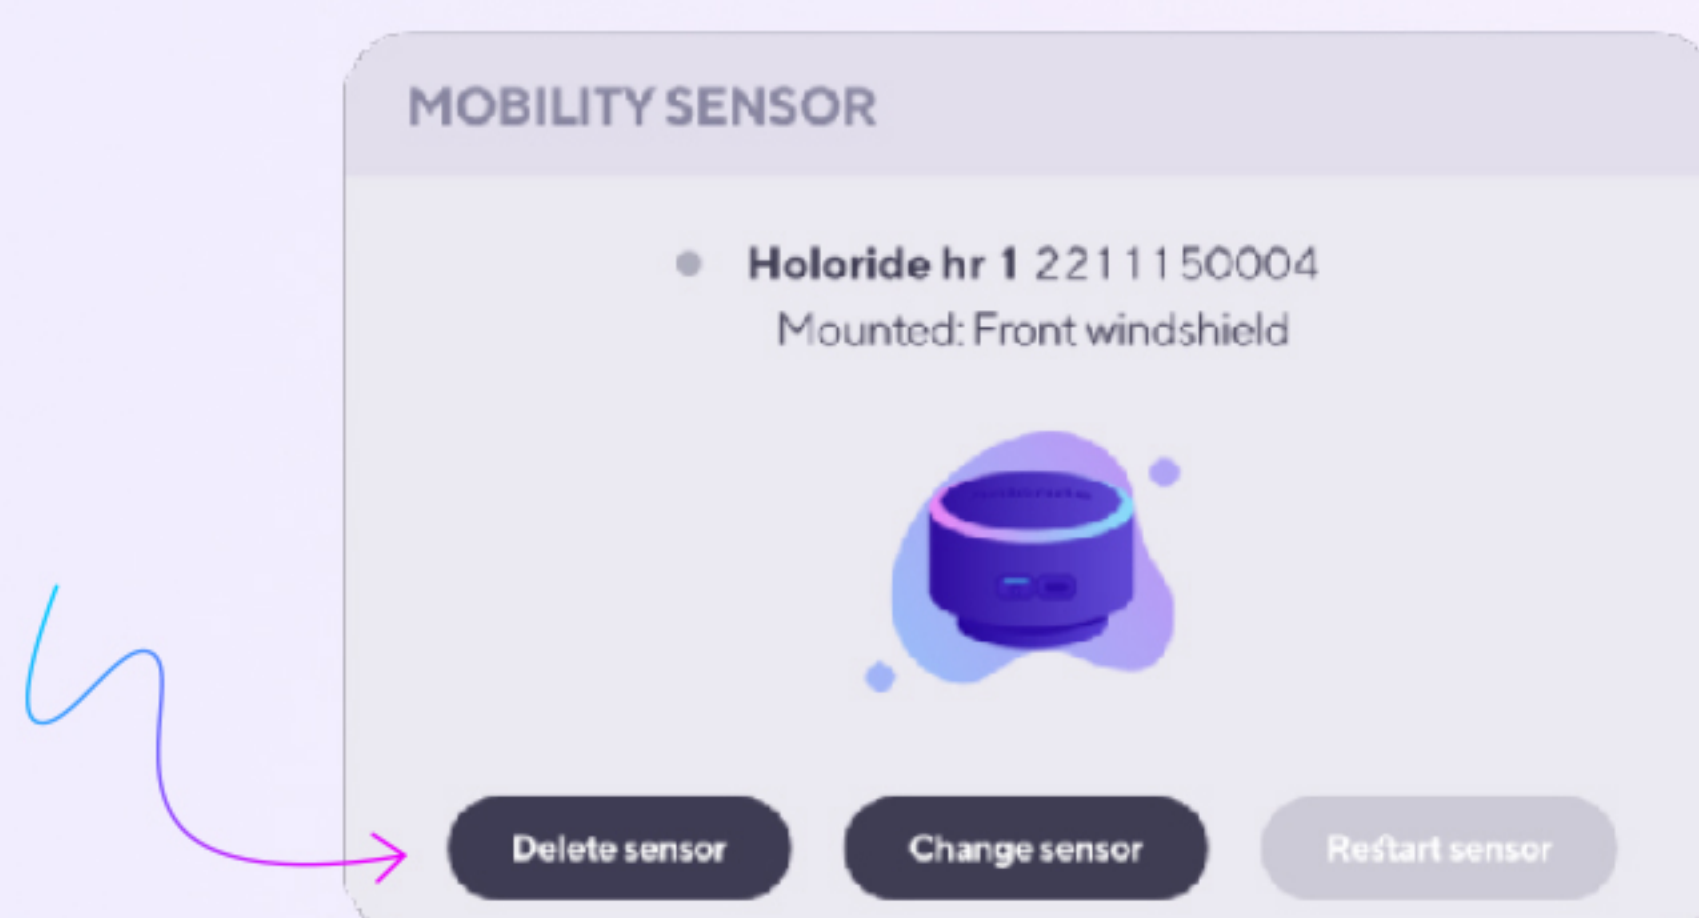 MOBILITY SENSOR
Holoride hr 1 2211150004
Mounted: Front windshield
Delete sensor
Change sensor
Restart sensor